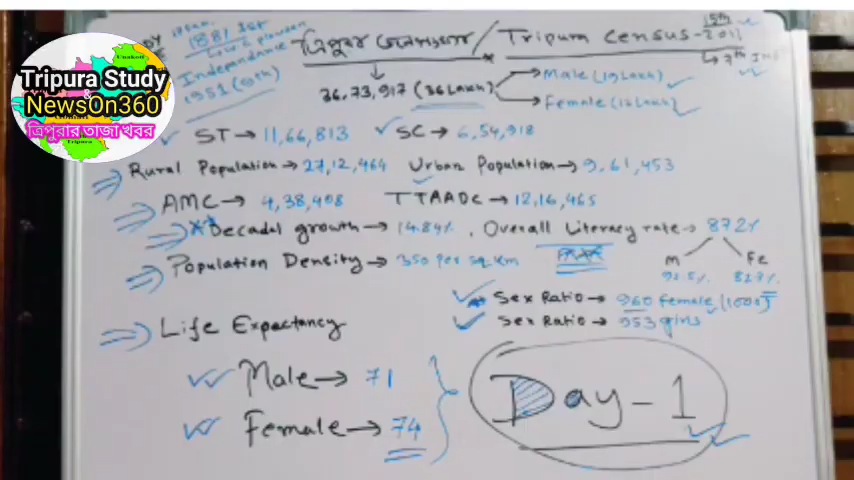 Tripura Study
&
NewsOn360
ত্রিপুরার তাজা খবর
1881 1st
Independance
1951 (9th)
ত্রিপুরা জনগণনা / Tripura Census - 2011
15th
36,73,917 (36 Lakh)
Male (19 Lakh)
Female (18 Lakh)
ST → 11,66,813 SC → 6,54,918
Rural Population → 27,12,464 Urban Population → 9,61,453
AMC → 4,38,408 TTAADC → 12,16,465
Decadal growth → 14.84%, Overall Literacy rate → 87.2%
Population Density → 350 per sq km
M Fe
91.5% 82.7%
Sex Ratio → 960 female (1000)
Sex Ratio → 953 girls
Life Expectancy
Male → 71
Female → 74
Day - 1